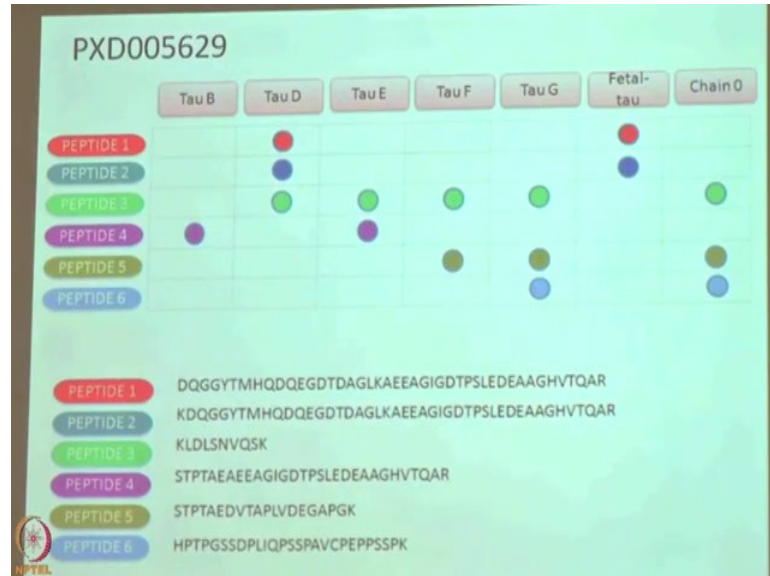 PXD005629
Tau B Tau D Tau E Tau F Tau G Fetal- Chain 0
tau
PEPTIDE 1
PEPTIDE 2
PEPTIDE 3
PEPTIDE 4
PEPTIDE 5
PEPTIDE 6
PEPTIDE 1 DQGGYTMHQDQEGDTDAGLKAEEAGIGDTPSLEDEAAGHVTQAR
PEPTIDE 2 KDQGGYTMHQDQEGDTDAGLKAEEAGIGDTPSLEDEAAGHVTQAR
PEPTIDE 3 KLDLSNVQSK
PEPTIDE 4 STPTAEAEEAGIGDTPSLEDEAAGHVTQAR
PEPTIDE 5 STPTAEDVTAPLVDEGAPGK
PEPTIDE 6 HPTPGSSDPLIQPSSPAVCPEPPSSPK
NPTEL